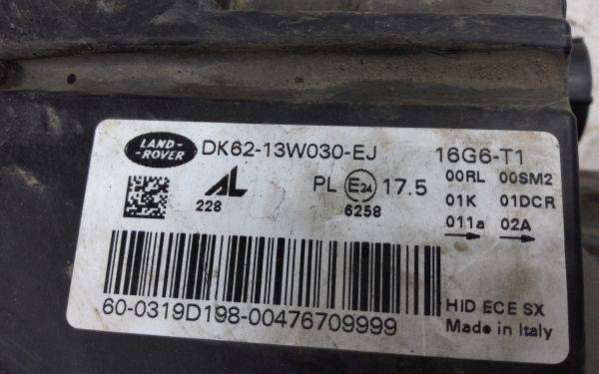 LAND-
ROVER
DK62-13W030-EJ
16G6-T1
AL
228
PL E24 17.5
6258
00RL 00SM2
01K 01DCR
011a 02A
60-0319D198-00476709999
HID ECE SX
Made in Italy